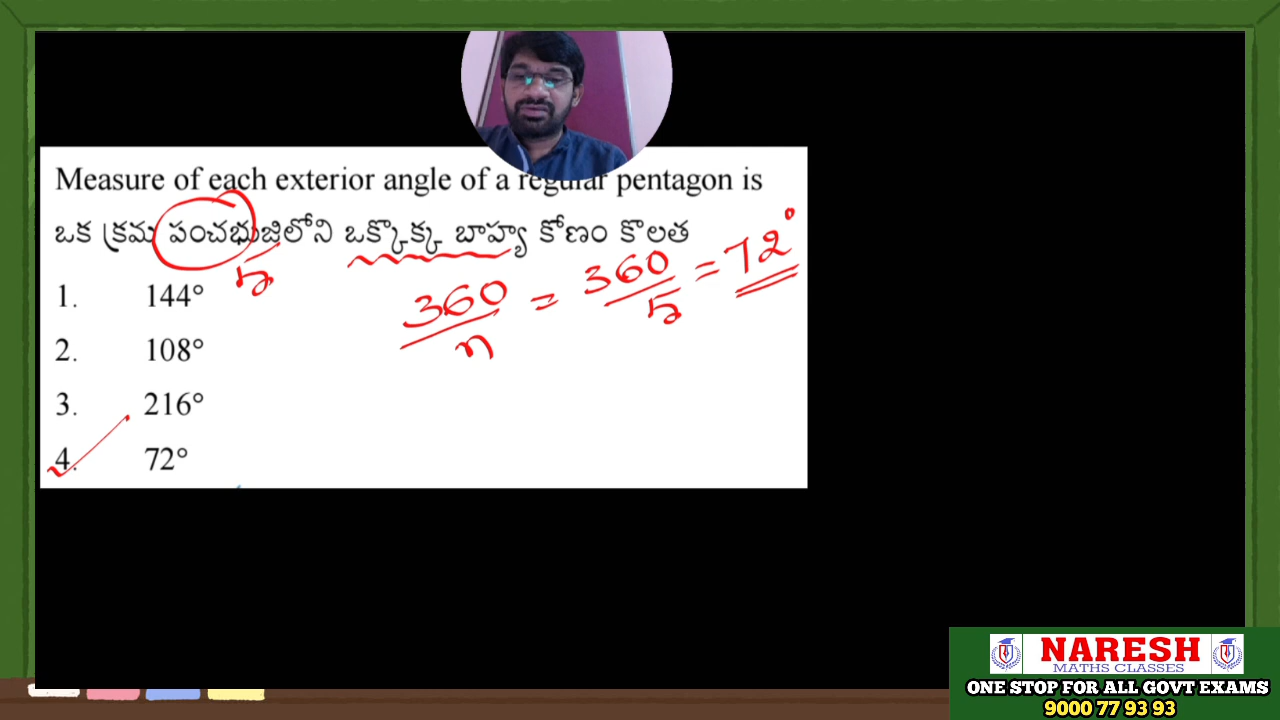 Measure of each exterior angle of a regular pentagon is
ఒక క్రమ పంచభుజిలోని ఒక్కొక్క బాహ్య కోణం కొలత
5
360/n = 360/5 = 72°
1. 144°
2. 108°
3. 216°
4. 72°
NARESH
MATHS CLASSES
ONE STOP FOR ALL GOVT EXAMS
9000 77 93 93